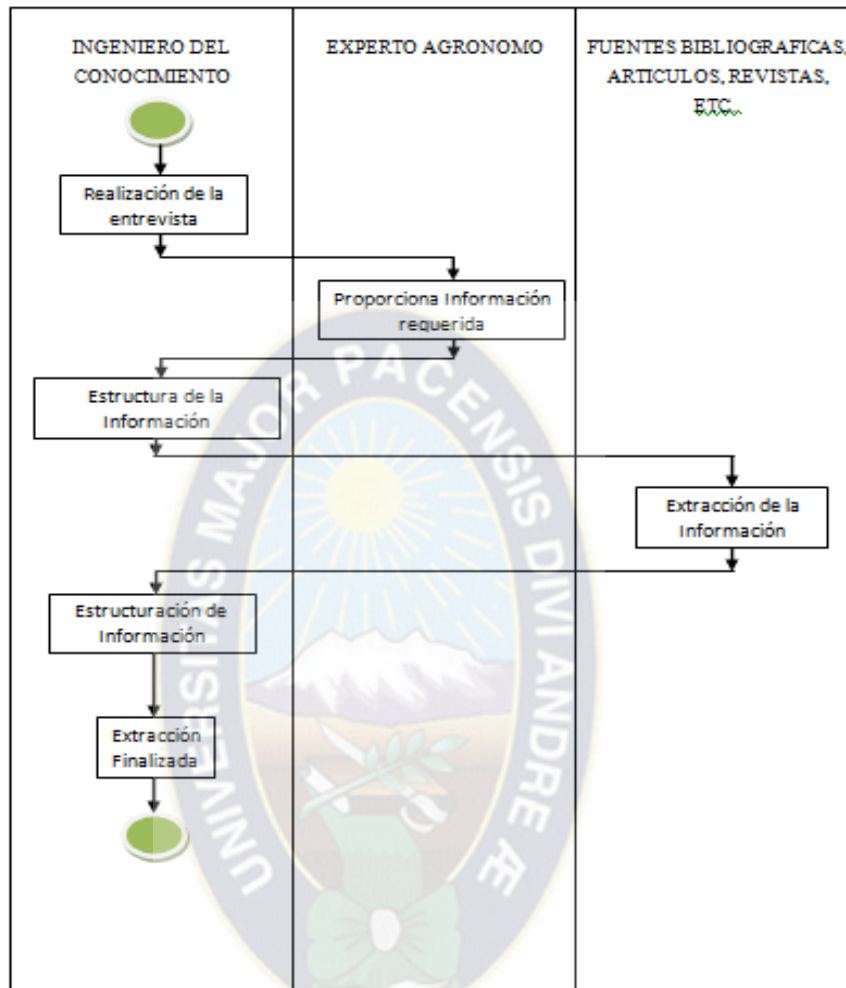 INGENIERO DEL
CONOCIMIENTO
EXPERTO AGRONOMO
FUENTES BIBLIOGRAFICAS,
ARTICULOS, REVISTAS,
ETC.
Realización de la
entrevista
Proporciona Información
requerida
Estructura de la
Información
Extracción de la
Información
Estructuración de
Información
Extracción
Finalizada
UNIVERSITAS MAJOR PACENSIS DIVI ANDRE Æ